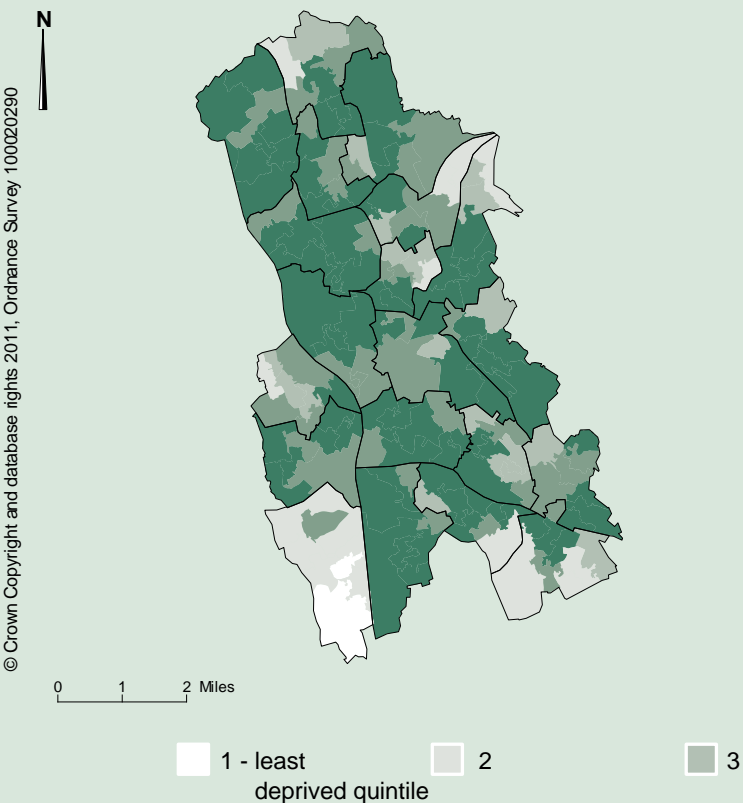 N
© Crown Copyright and database rights 2011, Ordnance Survey 100020290
0 1 2 Miles
1 - least
deprived quintile
2
3